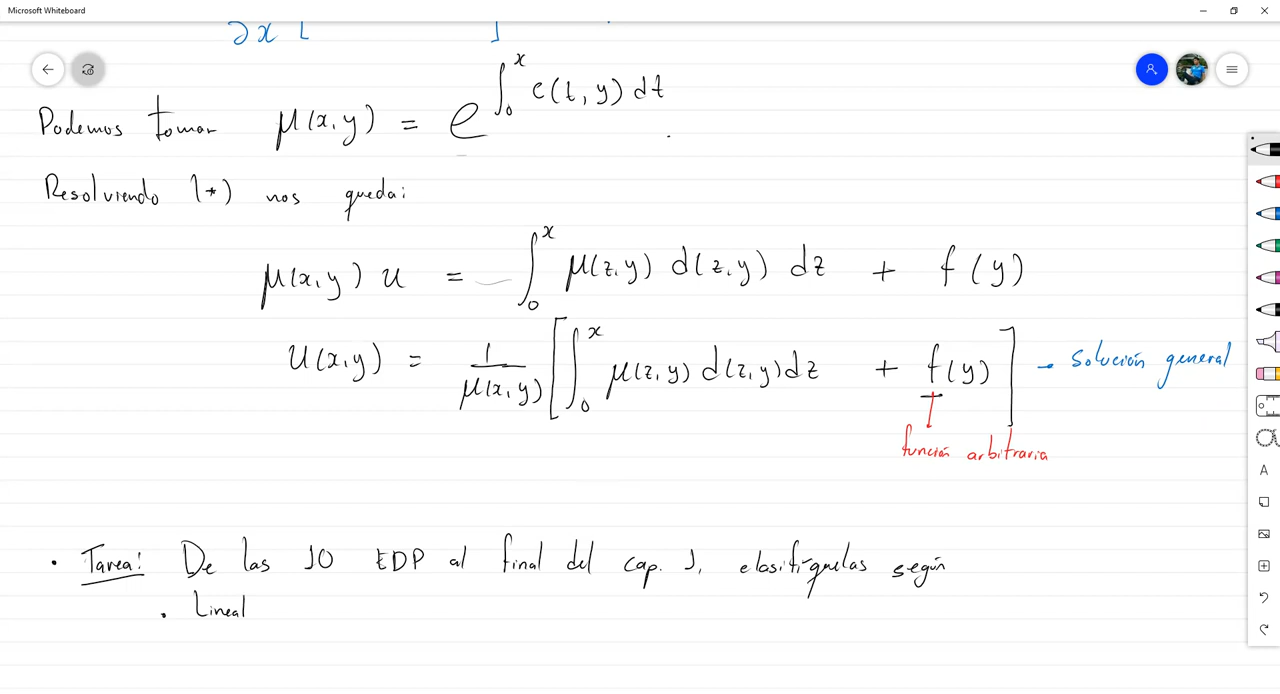 Microsoft Whiteboard
∂x [ ]
Podemos tomar μ(x,y) = e^{∫_0^x c(t,y) dt}
Resolviendo (*) nos queda:
μ(x,y) u = ∫_0^x μ(z,y) d(z,y) dz + f(y)
u(x,y) = 1/μ(x,y) [∫_0^x μ(z,y) d(z,y) dz + f(y)] → solución general
función arbitraria
• Tarea: De las 10 EDP al final del cap. 1, clasifíquelas según
• Lineal
A